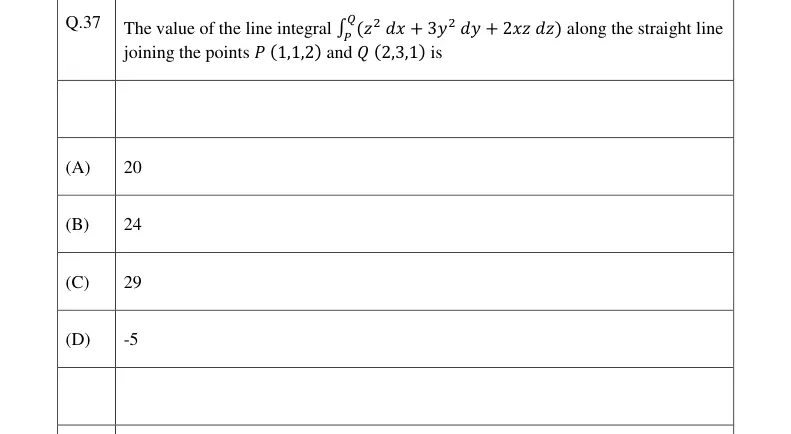 Q.37 The value of the line integral ∫_P^Q(z² dx + 3y² dy + 2xz dz) along the straight line
joining the points P (1,1,2) and Q (2,3,1) is
(A) 20
(B) 24
(C) 29
(D) -5